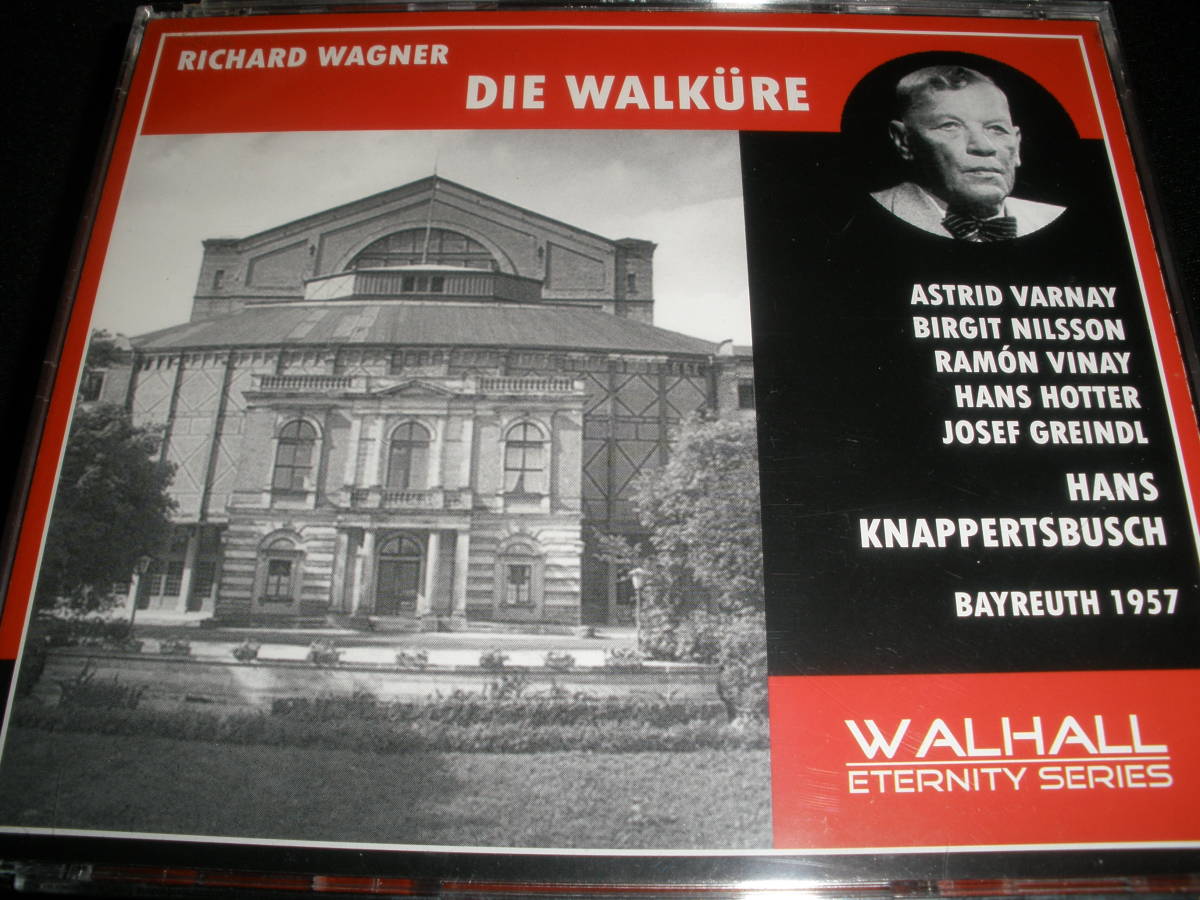 RICHARD WAGNER
DIE WALKÜRE
ASTRID VARNAY
BIRGIT NILSSON
RAMÓN VINAY
HANS HOTTER
JOSEF GREINDL
HANS
KNAPPERTSBUSCH
BAYREUTH 1957
WALHALL
ETERNITY SERIES